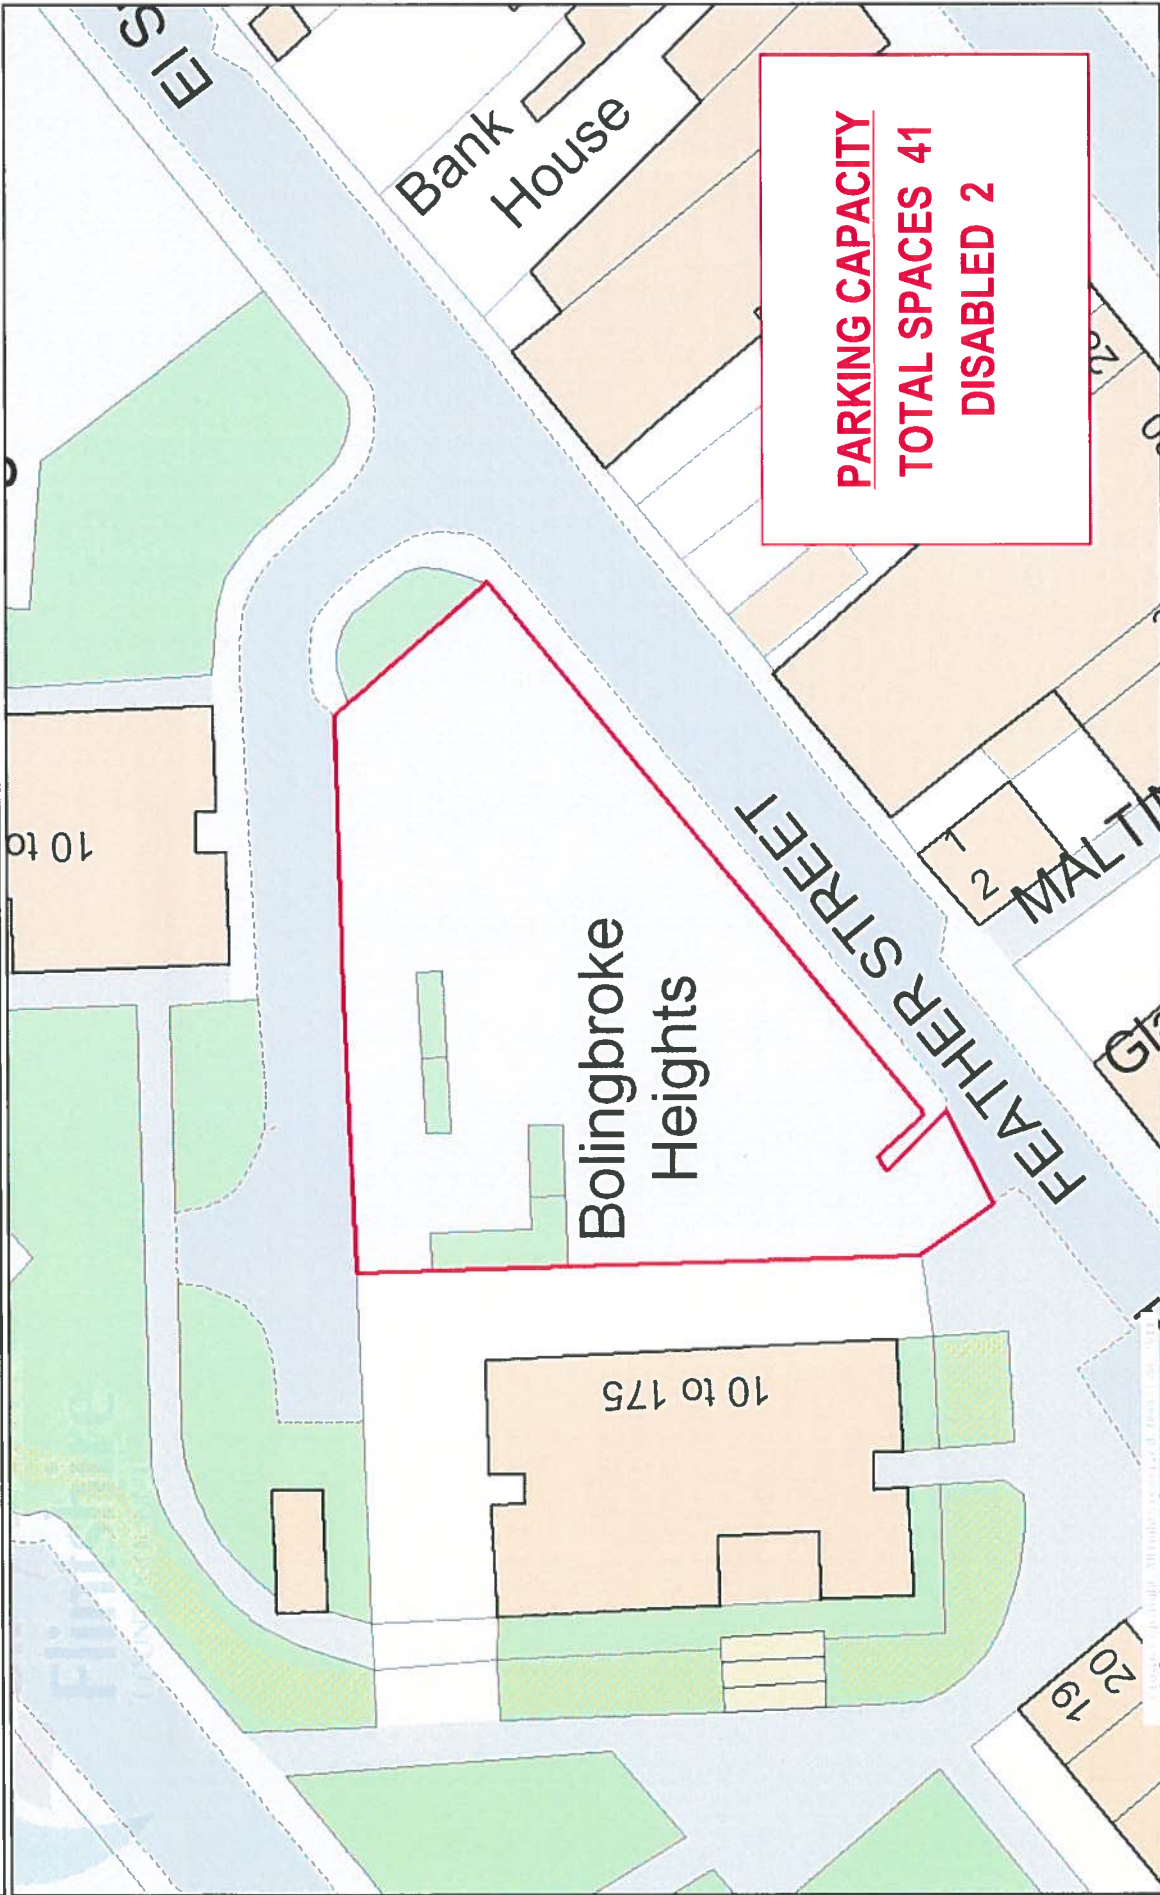 PARKING CAPACITY
TOTAL SPACES 41
DISABLED 2
Bolingbroke
Heights
FEATHER STREET
Bank
House
10 to 175
10 to
1
2
19
20
Flintshire